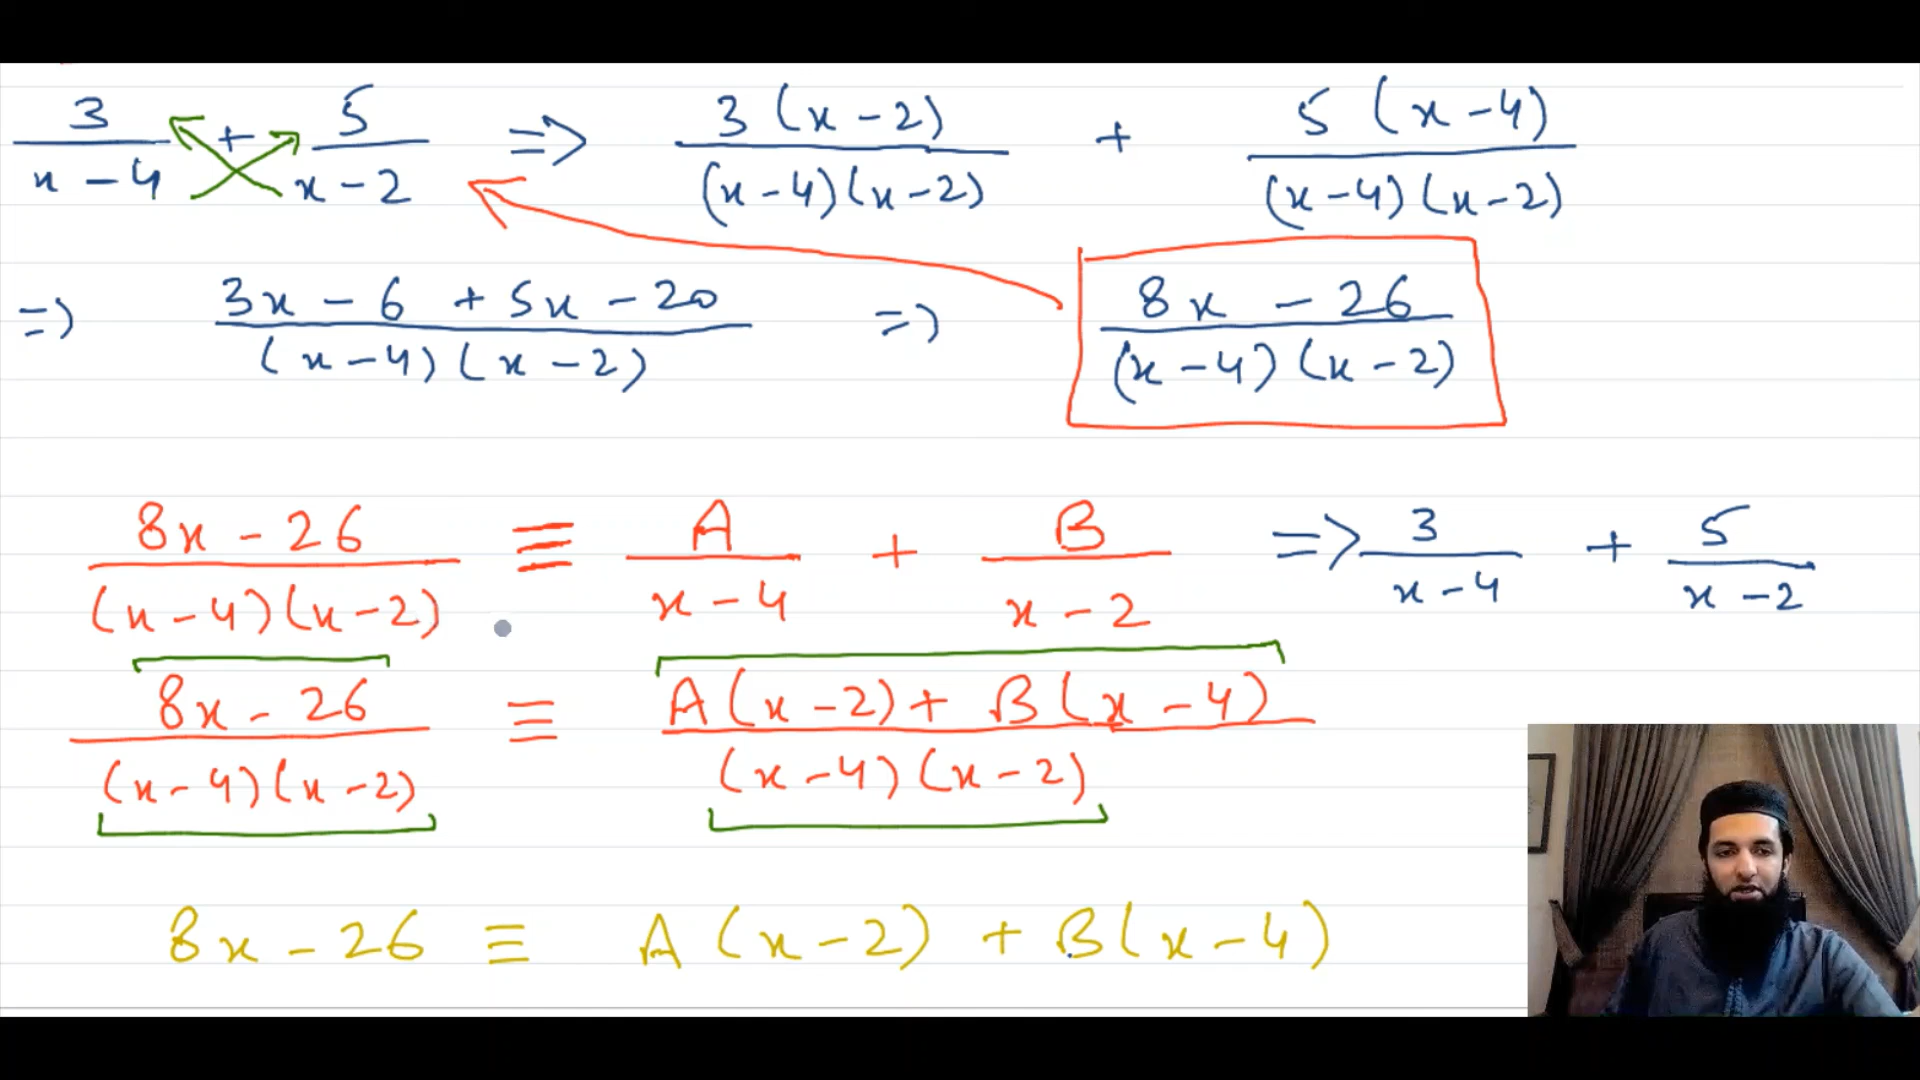 3/(x-4) + 5/(x-2) => 3(x-2)/((x-4)(x-2)) + 5(x-4)/((x-4)(x-2))
=> (3x-6+5x-20)/((x-4)(x-2)) => (8x-26)/((x-4)(x-2))
(8x-26)/((x-4)(x-2)) ≡ A/(x-4) + B/(x-2) => 3/(x-4) + 5/(x-2)
(8x-26)/((x-4)(x-2)) ≡ (A(x-2)+B(x-4))/((x-4)(x-2))
8x-26 ≡ A(x-2) + B(x-4)